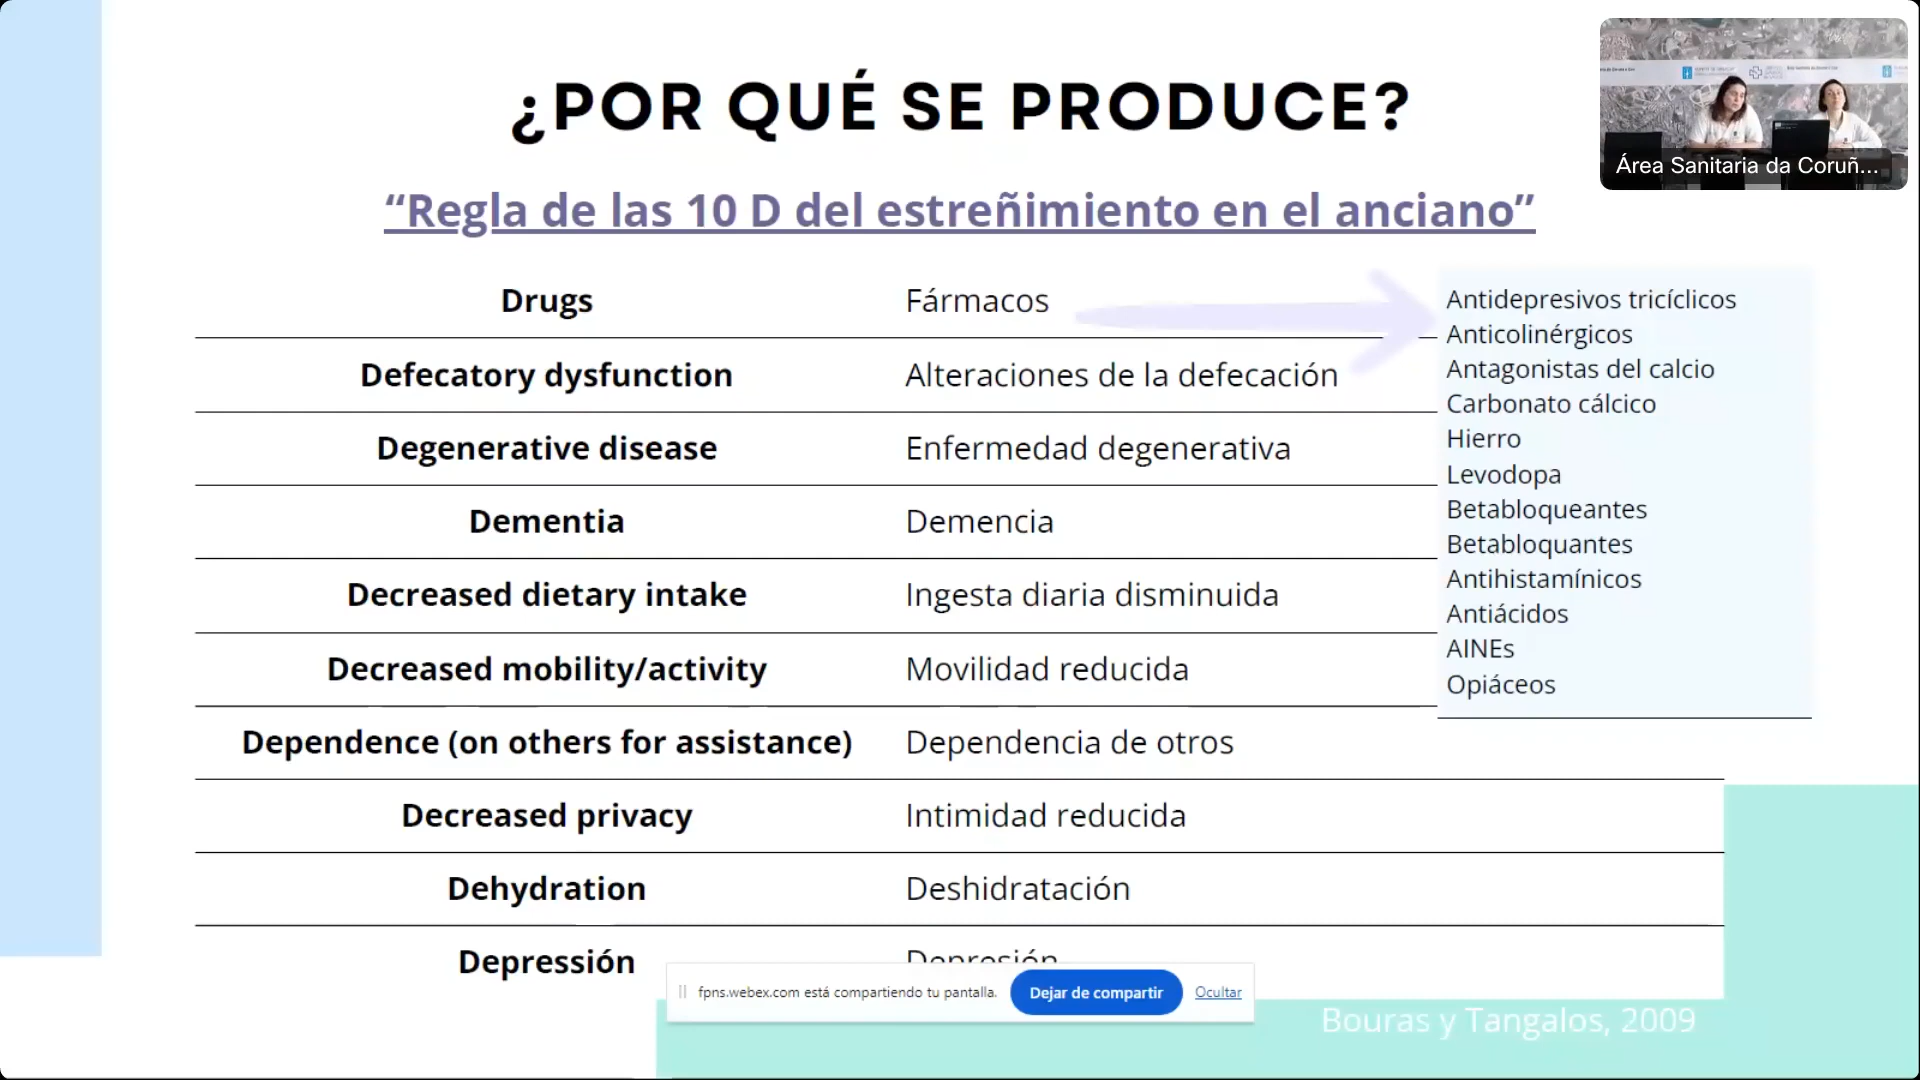 ¿POR QUÉ SE PRODUCE?
Área Sanitaria da Coruñ...
“Regla de las 10 D del estreñimiento en el anciano”
Drugs Fármacos
Defecatory dysfunction Alteraciones de la defecación
Degenerative disease Enfermedad degenerativa
Dementia Demencia
Decreased dietary intake Ingesta diaria disminuida
Decreased mobility/activity Movilidad reducida
Dependence (on others for assistance) Dependencia de otros
Decreased privacy Intimidad reducida
Dehydration Deshidratación
Depressión Depresión
Antidepresivos tricíclicos
Anticolinérgicos
Antagonistas del calcio
Carbonato cálcico
Hierro
Levodopa
Betabloqueantes
Betabloquantes
Antihistamínicos
Antiácidos
AINEs
Opiáceos
fpns.webex.com está compartiendo tu pantalla. Dejar de compartir Ocultar
Bouras y Tangalos, 2009